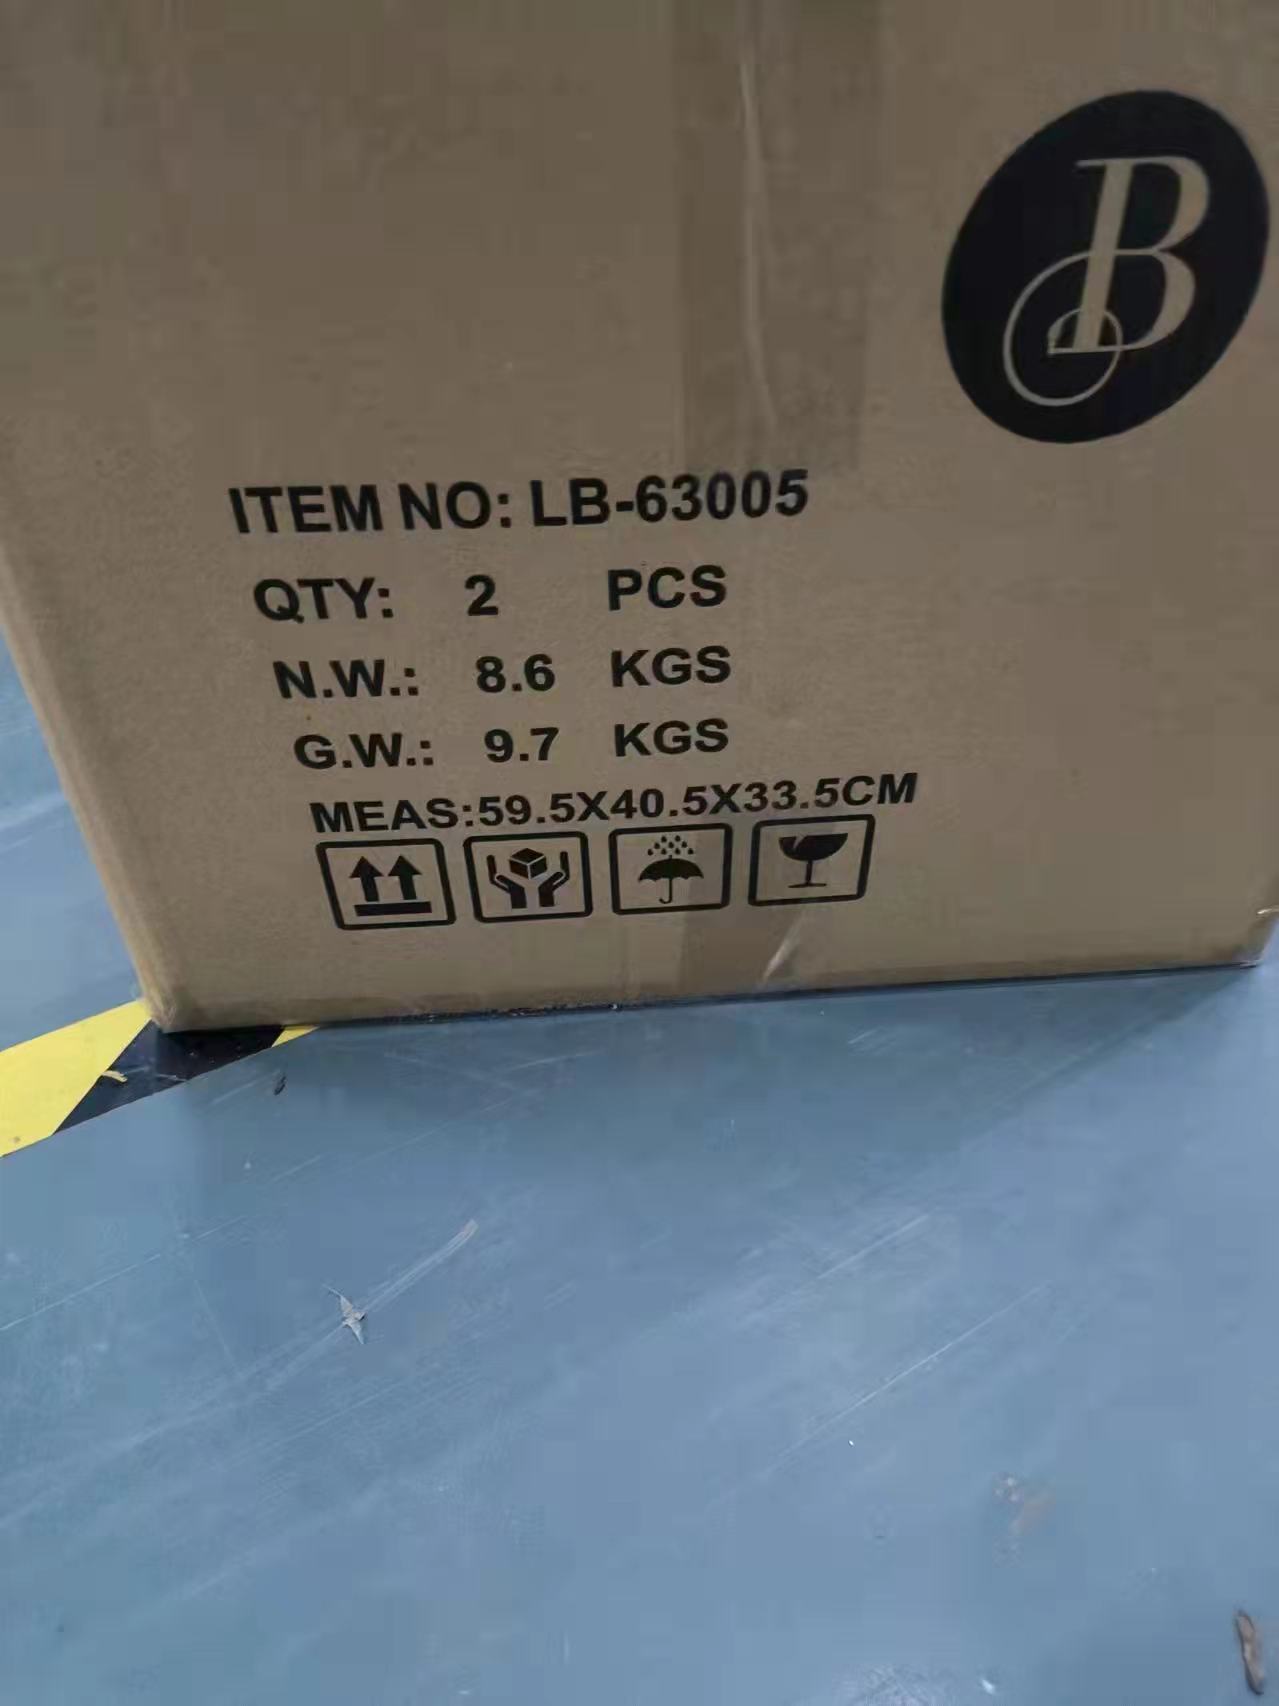 B
ITEM NO: LB-63005
QTY: 2 PCS
N.W.: 8.6 KGS
G.W.: 9.7 KGS
MEAS:59.5X40.5X33.5CM